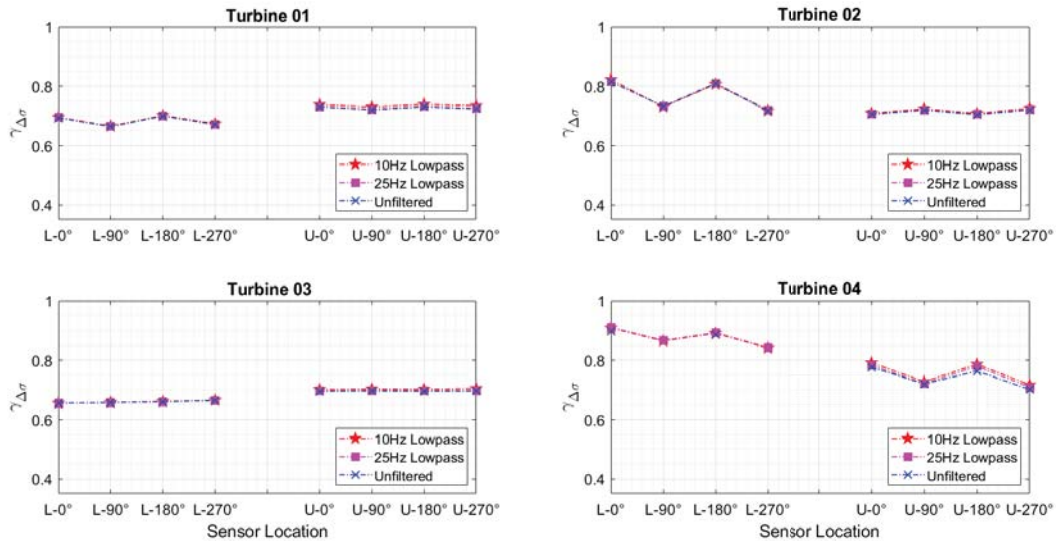 Turbine 01
1
0.8
0.6
0.4
γΔσ
10Hz Lowpass
25Hz Lowpass
Unfiltered
L-0° L-90° L-180° L-270° U-0° U-90° U-180° U-270°
Turbine 02
1
0.8
0.6
0.4
γΔσ
10Hz Lowpass
25Hz Lowpass
Unfiltered
L-0° L-90° L-180° L-270° U-0° U-90° U-180° U-270°
Turbine 03
1
0.8
0.6
0.4
γΔσ
10Hz Lowpass
25Hz Lowpass
Unfiltered
L-0° L-90° L-180° L-270° U-0° U-90° U-180° U-270°
Sensor Location
Turbine 04
1
0.8
0.6
0.4
γΔσ
10Hz Lowpass
25Hz Lowpass
Unfiltered
L-0° L-90° L-180° L-270° U-0° U-90° U-180° U-270°
Sensor Location